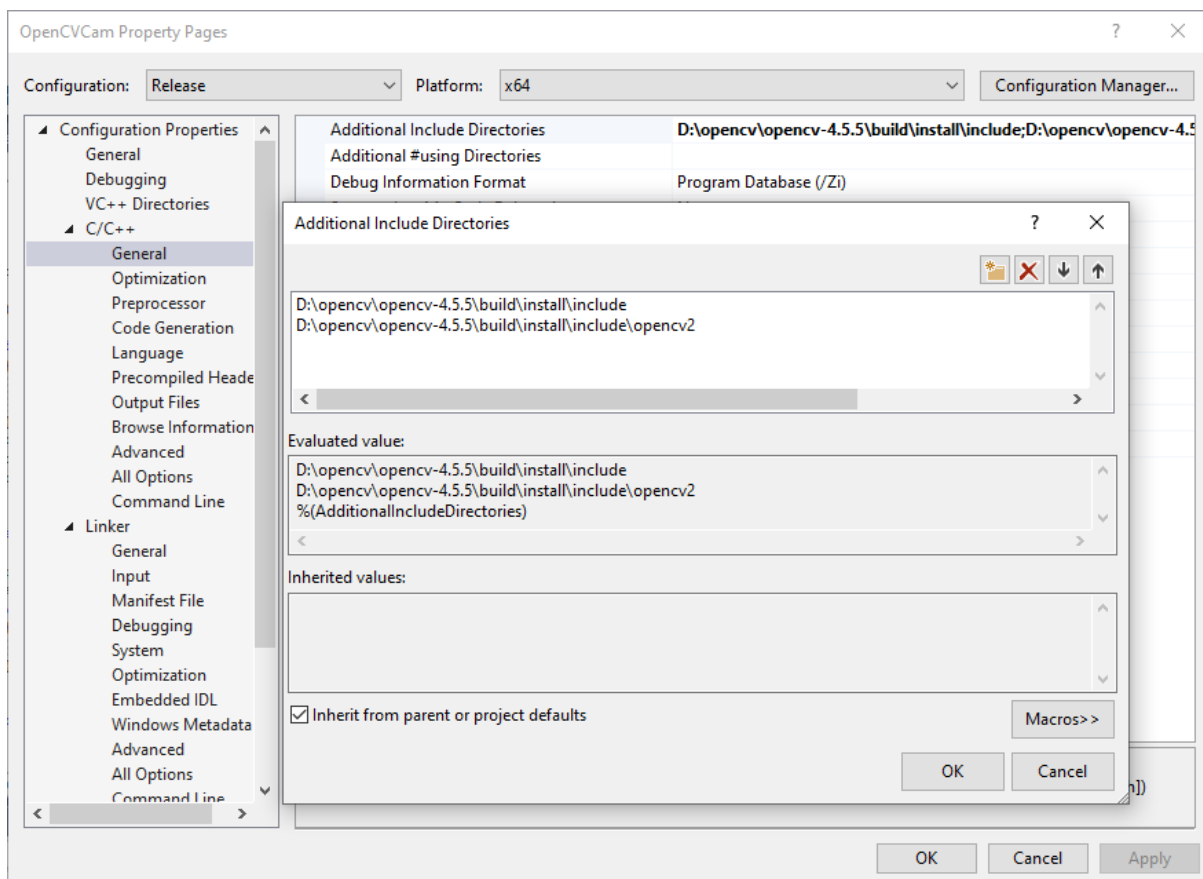 OpenCVCam Property Pages
Configuration: Release Platform: x64 Configuration Manager...
Configuration Properties
General
Debugging
VC++ Directories
C/C++
General
Optimization
Preprocessor
Code Generation
Language
Precompiled Heade
Output Files
Browse Information
Advanced
All Options
Command Line
Linker
General
Input
Manifest File
Debugging
System
Optimization
Embedded IDL
Windows Metadata
Advanced
All Options
Command Line
Additional Include Directories D:\opencv\opencv-4.5.5\build\install\include;D:\opencv\opencv-4.5
Additional #using Directories
Debug Information Format Program Database (/Zi)
Additional Include Directories
D:\opencv\opencv-4.5.5\build\install\include
D:\opencv\opencv-4.5.5\build\install\include\opencv2
Evaluated value:
D:\opencv\opencv-4.5.5\build\install\include
D:\opencv\opencv-4.5.5\build\install\include\opencv2
%(AdditionalIncludeDirectories)
Inherited values:
Inherit from parent or project defaults
Macros>>
OK Cancel
])
OK Cancel Apply